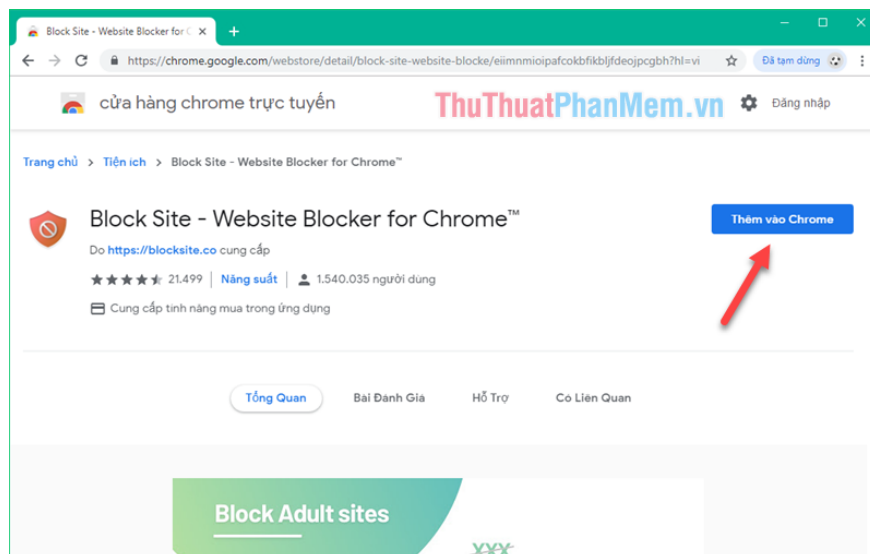 Block Site - Website Blocker for C
https://chrome.google.com/webstore/detail/block-site-website-blocke/eiimnmioipafcokbfikbljfdeojpcgbh?hl=vi
Đã tạm dừng
cửa hàng chrome trực tuyến
ThuThuatPhanMem.vn
Đăng nhập
Trang chủ > Tiện ích > Block Site - Website Blocker for Chrome™
Block Site - Website Blocker for Chrome™
Thêm vào Chrome
Do https://blocksite.co cung cấp
21.499 | Năng suất | 1.540.035 người dùng
Cung cấp tính năng mua trong ứng dụng
Tổng Quan Bài Đánh Giá Hỗ Trợ Có Liên Quan
Block Adult sites
XXX